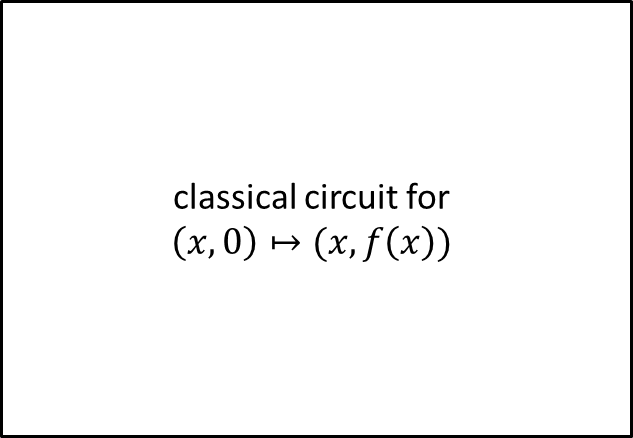 classical circuit for
(𝑥, 0) ↦ (𝑥, 𝑓(𝑥))